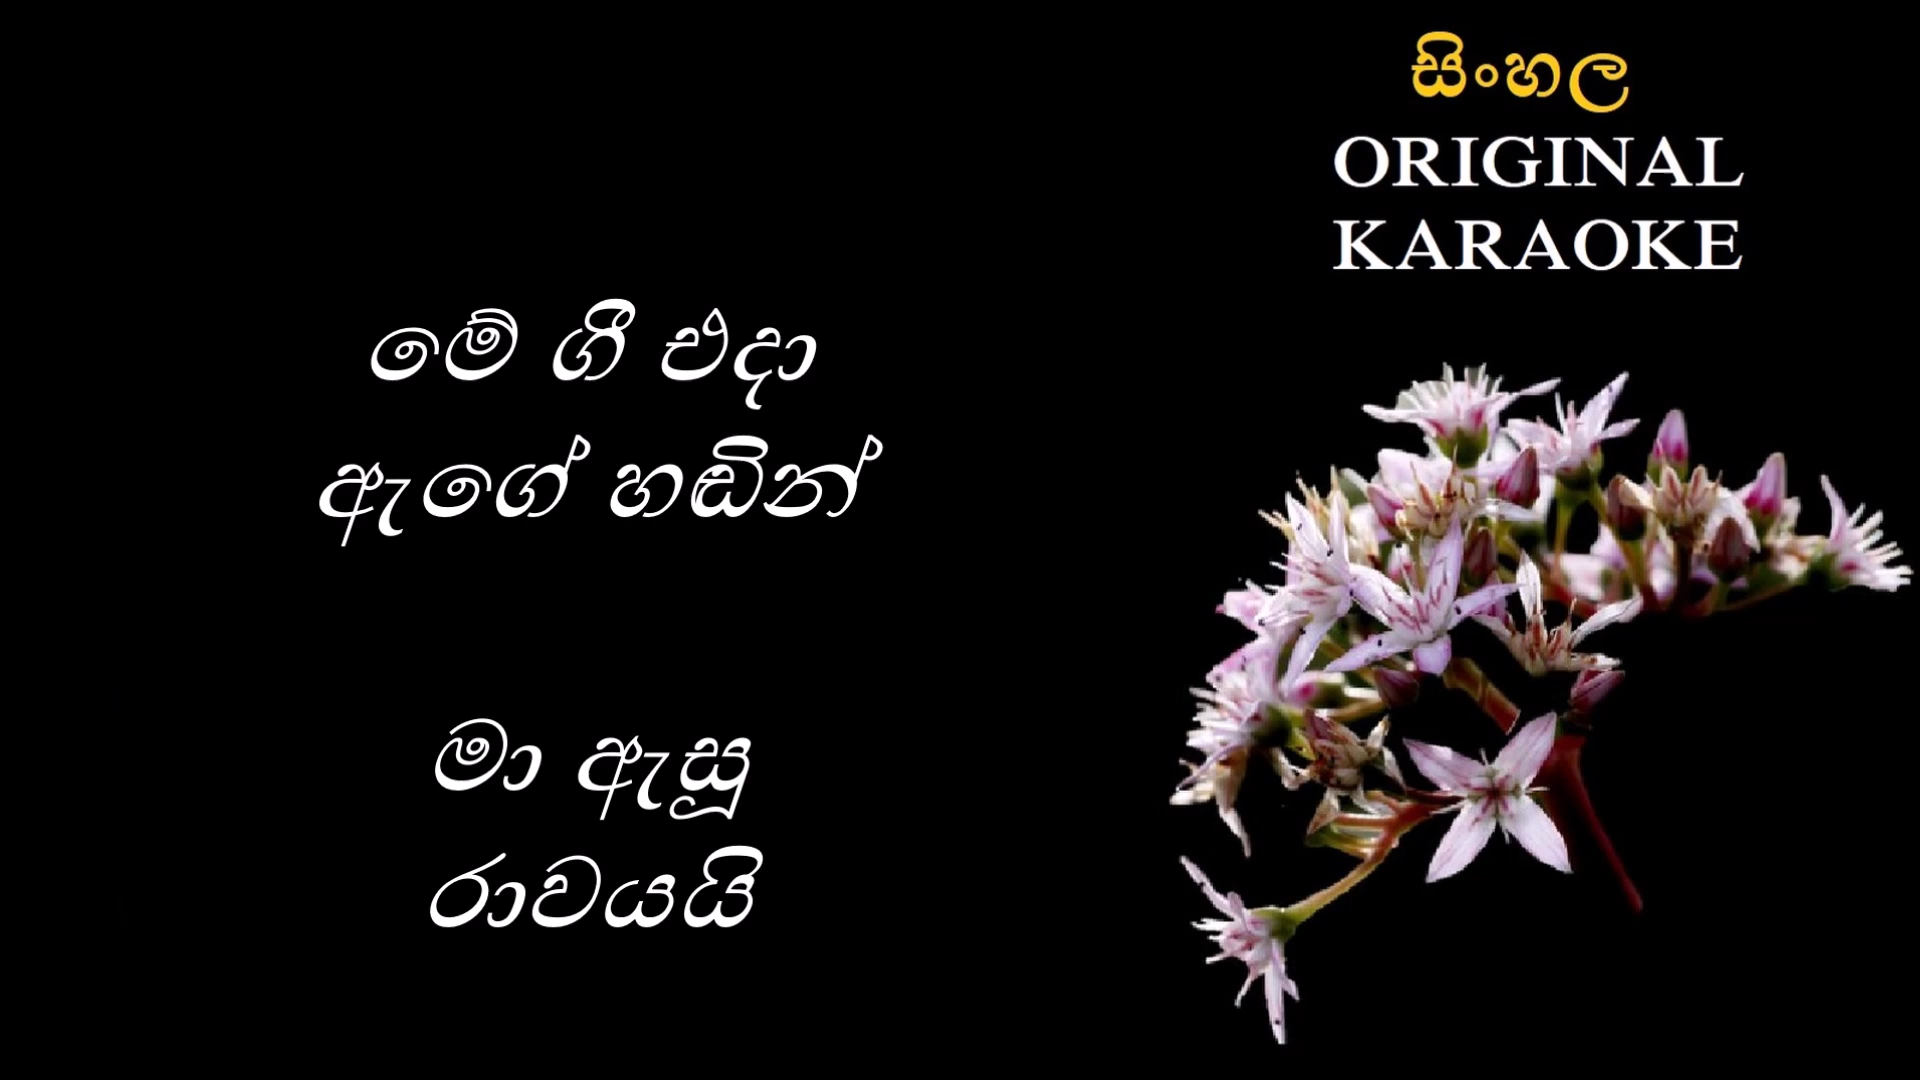 සිංහල
ORIGINAL
KARAOKE
මේ ගී එදා
ඇගේ හඬින්
මා ඇසූ
රාවයයි